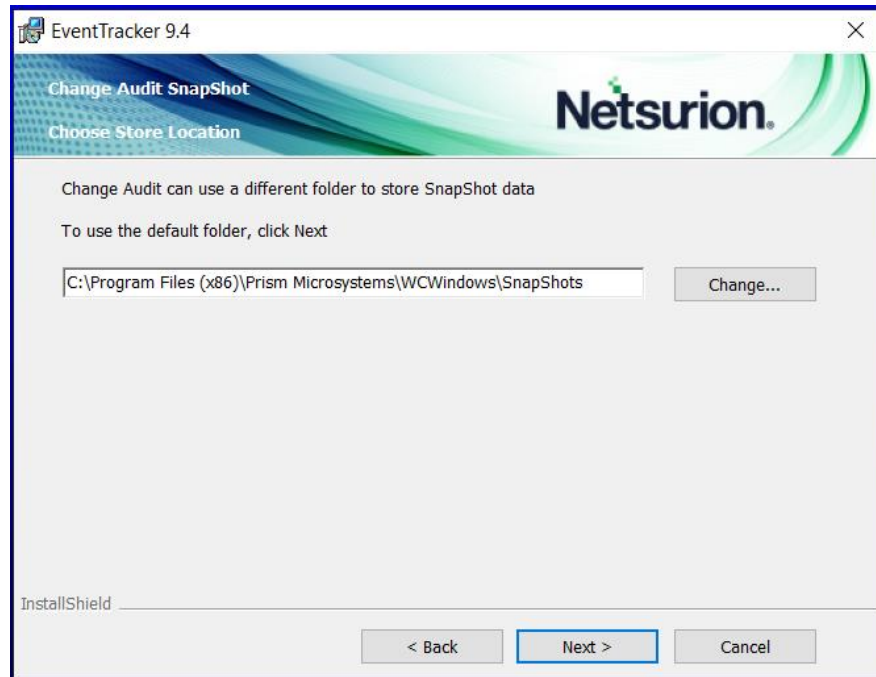 EventTracker 9.4
Change Audit SnapShot
Choose Store Location
Netsurion.
Change Audit can use a different folder to store SnapShot data
To use the default folder, click Next
C:\Program Files (x86)\Prism Microsystems\WCWindows\SnapShots
Change...
InstallShield
< Back
Next >
Cancel